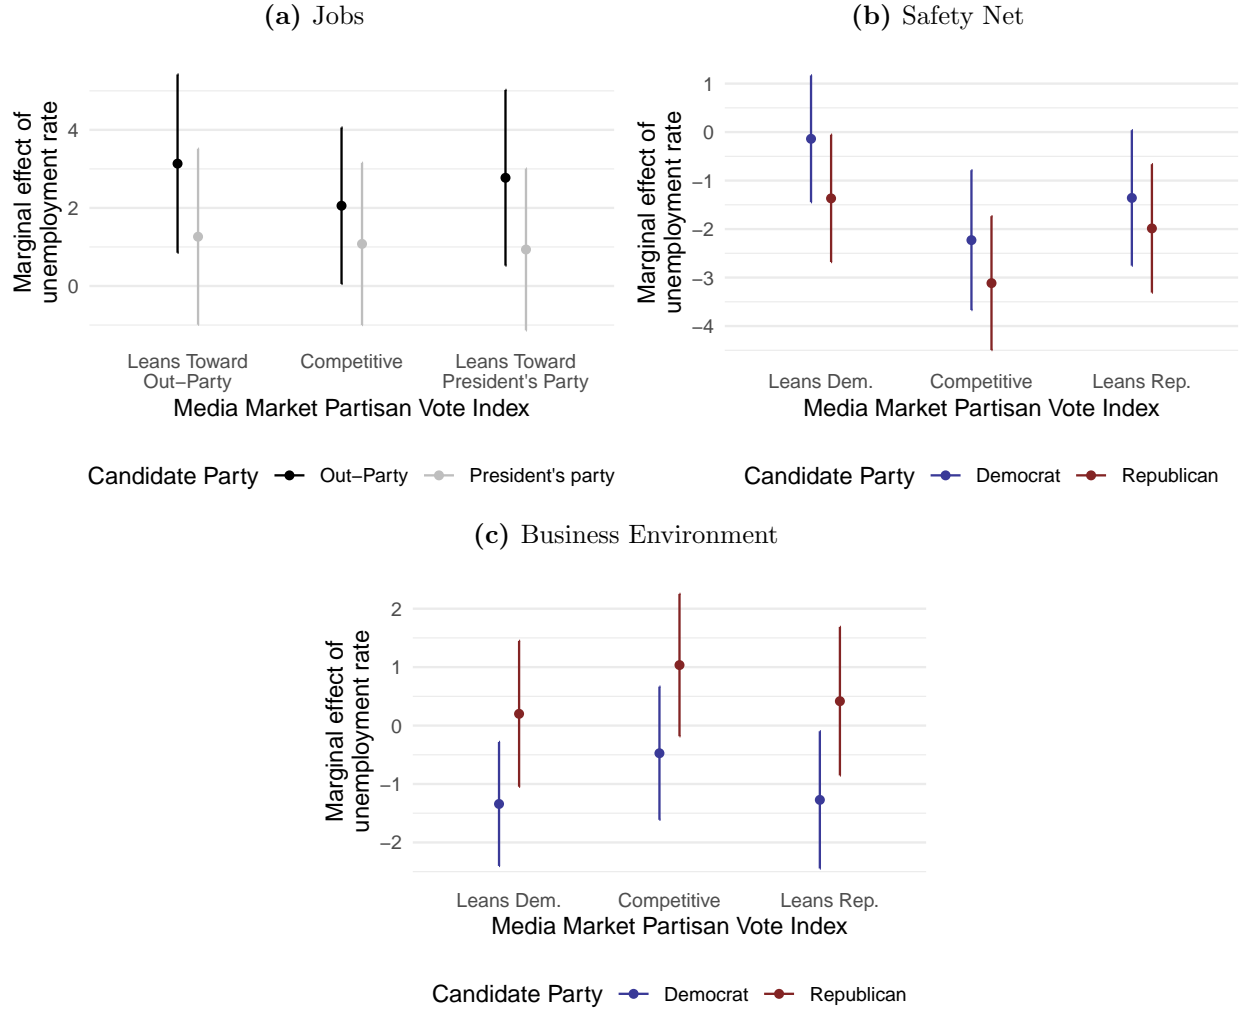 (a) Jobs
Marginal effect of
unemployment rate
4
2
0
Leans Toward
Out−Party
Competitive
Leans Toward
President's Party
Media Market Partisan Vote Index
Candidate Party Out−Party President's party
(b) Safety Net
Marginal effect of
unemployment rate
1
0
−1
−2
−3
−4
Leans Dem. Competitive Leans Rep.
Media Market Partisan Vote Index
Candidate Party Democrat Republican
(c) Business Environment
Marginal effect of
unemployment rate
2
1
0
−1
−2
Leans Dem. Competitive Leans Rep.
Media Market Partisan Vote Index
Candidate Party Democrat Republican